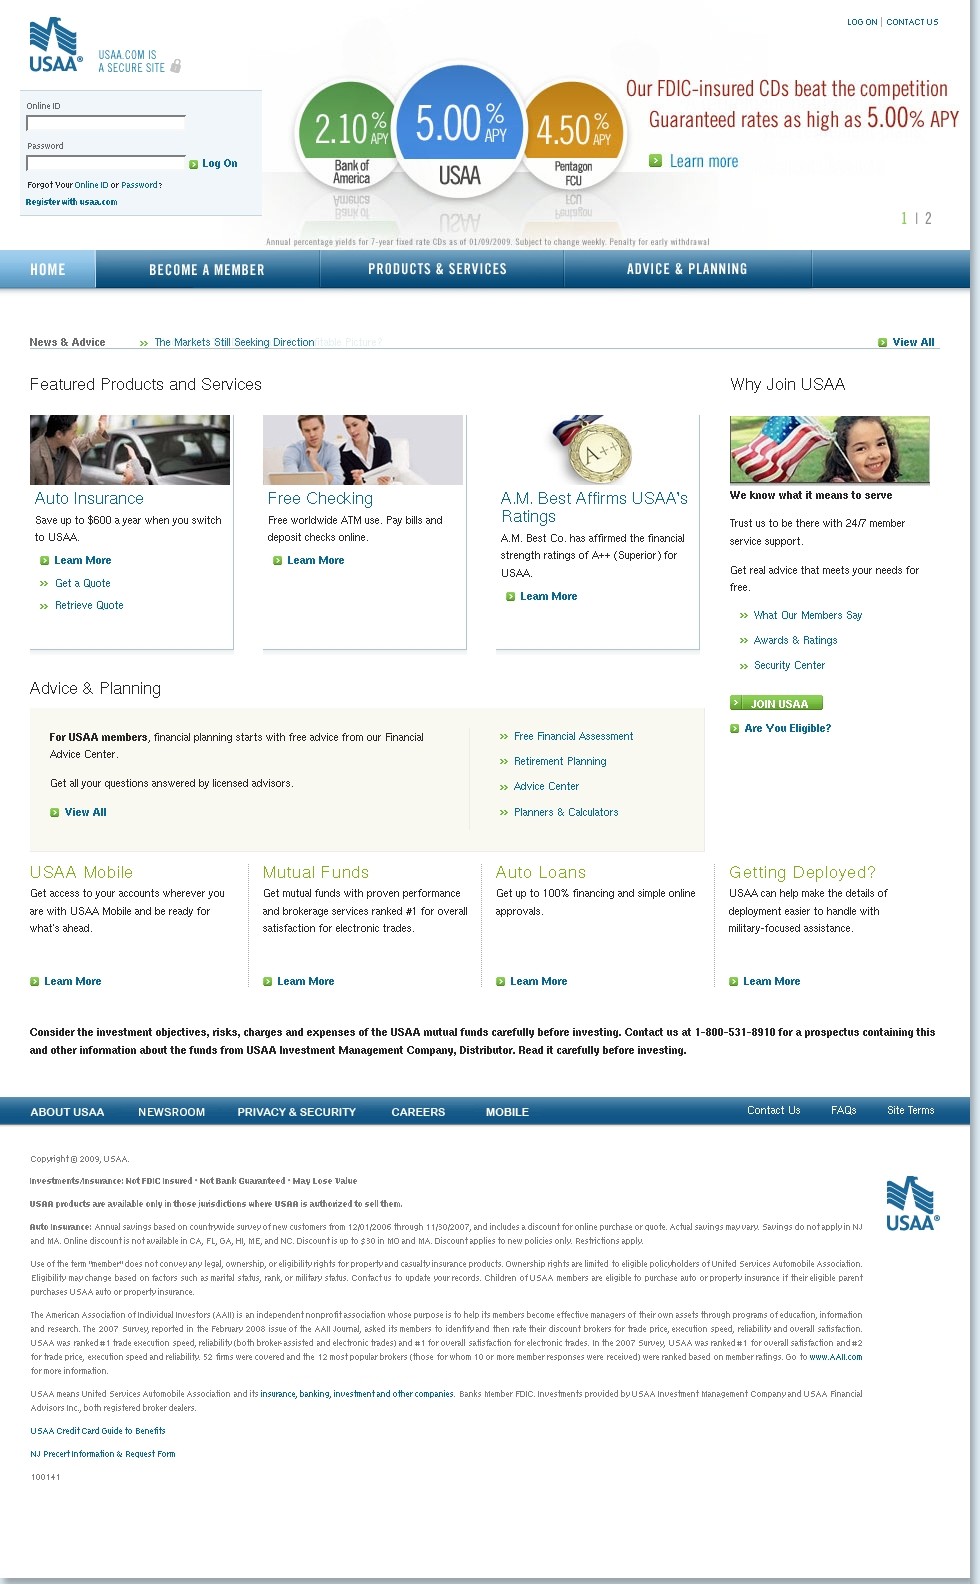 LOG ON | CONTACT US
USAA®
USAA.COM IS
A SECURE SITE
Online ID
Password
Log On
Forgot Your Online ID or Password?
Register with usaa.com
2.10% APY
Bank of
America
5.00% APY
USAA
4.50% APY
Pentagon
FCU
Our FDIC-insured CDs beat the competition
Guaranteed rates as high as 5.00% APY
Learn more
1 | 2
Annual percentage yields for 7-year fixed rate CDs as of 01/09/2009. Subject to change weekly. Penalty for early withdrawal
HOME BECOME A MEMBER PRODUCTS & SERVICES ADVICE & PLANNING
News & Advice >> The Markets Still Seeking Direction Picture? View All
Featured Products and Services
Auto Insurance
Save up to $600 a year when you switch
to USAA.
Learn More
>> Get a Quote
>> Retrieve Quote
Free Checking
Free worldwide ATM use. Pay bills and
deposit checks online.
Learn More
A++
A.M. Best Affirms USAA's
Ratings
A.M. Best Co. has affirmed the financial
strength ratings of A++ (Superior) for
USAA.
Learn More
Why Join USAA
We know what it means to serve
Trust us to be there with 24/7 member
service support.
Get real advice that meets your needs for
free.
>> What Our Members Say
>> Awards & Ratings
>> Security Center
JOIN USAA
Are You Eligible?
Advice & Planning
For USAA members, financial planning starts with free advice from our Financial
Advice Center.
Get all your questions answered by licensed advisors.
View All
>> Free Financial Assessment
>> Retirement Planning
>> Advice Center
>> Planners & Calculators
USAA Mobile
Get access to your accounts wherever you
are with USAA Mobile and be ready for
what's ahead.
Learn More
Mutual Funds
Get mutual funds with proven performance
and brokerage services ranked #1 for overall
satisfaction for electronic trades.
Learn More
Auto Loans
Get up to 100% financing and simple online
approvals.
Learn More
Getting Deployed?
USAA can help make the details of
deployment easier to handle with
military-focused assistance.
Learn More
Consider the investment objectives, risks, charges and expenses of the USAA mutual funds carefully before investing. Contact us at 1-800-531-8910 for a prospectus containing this
and other information about the funds from USAA Investment Management Company, Distributor. Read it carefully before investing.
ABOUT USAA NEWSROOM PRIVACY & SECURITY CAREERS MOBILE Contact Us FAQs Site Terms
Copyright © 2009, USAA.
Investments/Insurance: Not FDIC Insured • Not Bank Guaranteed • May Lose Value
USAA products are available only in those jurisdictions where USAA is authorized to sell them.
Auto Insurance: Annual savings based on countrywide survey of new customers from 12/01/2006 through 11/30/2007, and includes a discount for online purchase or quote. Actual savings may vary. Savings do not apply in NJ
and MA. Online discount is not available in CA, FL, GA, HI, ME, and NC. Discount is up to $30 in MO and MA. Discount applies to new policies only. Restrictions apply.
Use of the term "member" does not convey any legal, ownership, or eligibility rights for property and casualty insurance products. Ownership rights are limited to eligible policyholders of United Services Automobile Association.
Eligibility may change based on factors such as marital status, rank, or military status. Contact us to update your records. Children of USAA members are eligible to purchase auto or property insurance if their eligible parent
purchases USAA auto or property insurance.
The American Association of Individual Investors (AAII) is an independent nonprofit association whose purpose is to help its members become effective managers of their own assets through programs of education, information
and research. The 2007 Survey, reported in the February 2008 issue of the AAII Journal, asked its members to identify and then rate their discount brokers for trade price, execution speed, reliability and overall satisfaction.
USAA was ranked #1 trade execution speed, reliability (both broker-assisted and electronic trades) and #1 for overall satisfaction for electronic trades. In the 2007 Survey, USAA was ranked #1 for overall satisfaction and #2
for trade price, execution speed and reliability. 52 firms were covered and the 12 most popular brokers (those for whom 10 or more member responses were received) were ranked based on member ratings. Go to www.AAII.com
for more information.
USAA means United Services Automobile Association and its insurance, banking, investment and other companies. Banks Member FDIC. Investments provided by USAA Investment Management Company and USAA Financial
Advisors Inc., both registered broker dealers.
USAA Credit Card Guide to Benefits
NJ Precert Information & Request Form
100141
USAA®